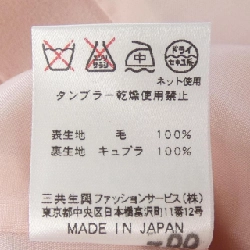 中
ドライ
セキユ系
ネット使用
タンブラー乾燥使用禁止
表生地 毛 100%
裏生地 キュプラ 100%
三共生興ファッションサービス(株)
東京都中央区日本橋富沢町11番12号
MADE IN JAPAN